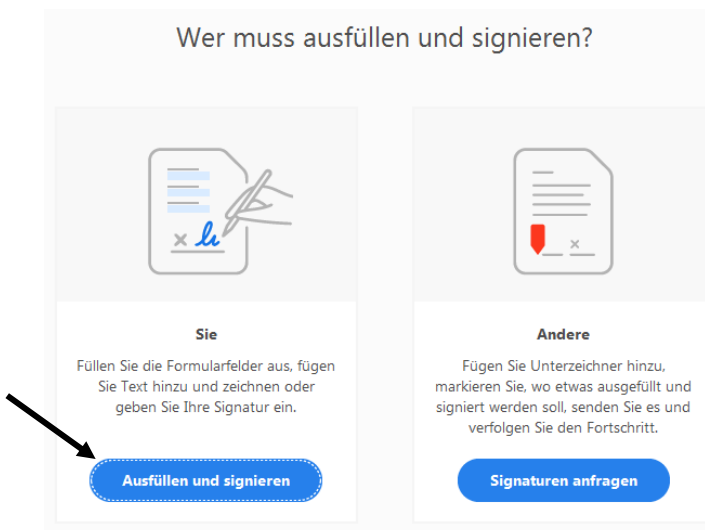 Wer muss ausfüllen und signieren?
Sie
Füllen Sie die Formularfelder aus, fügen
Sie Text hinzu und zeichnen oder
geben Sie Ihre Signatur ein.
Ausfüllen und signieren
Andere
Fügen Sie Unterzeichner hinzu,
markieren Sie, wo etwas ausgefüllt und
signiert werden soll, senden Sie es und
verfolgen Sie den Fortschritt.
Signaturen anfragen